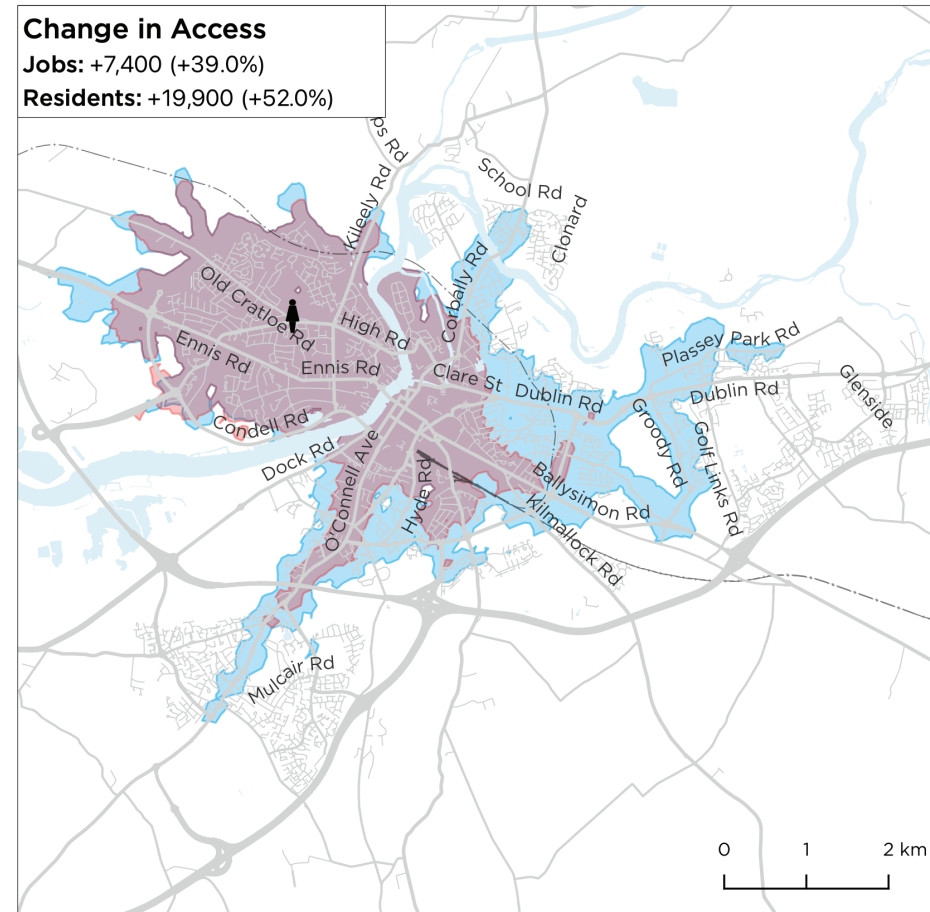 Change in Access
Jobs: +7,400 (+39.0%)
Residents: +19,900 (+52.0%)
ps Rd
School Rd
Kileely Rd
Clonard
Corbally Rd
Old Cratloe Rd
High Rd
Ennis Rd
Ennis Rd
Clare St
Dublin Rd
Plassey Park Rd
Dublin Rd
Glenside
Groody Rd
Golf Links Rd
Condell Rd
Dock Rd
O'Connell Ave
Hyde Rd
Ballysimon Rd
Kilmallock Rd
Mulcair Rd
0 1 2 km